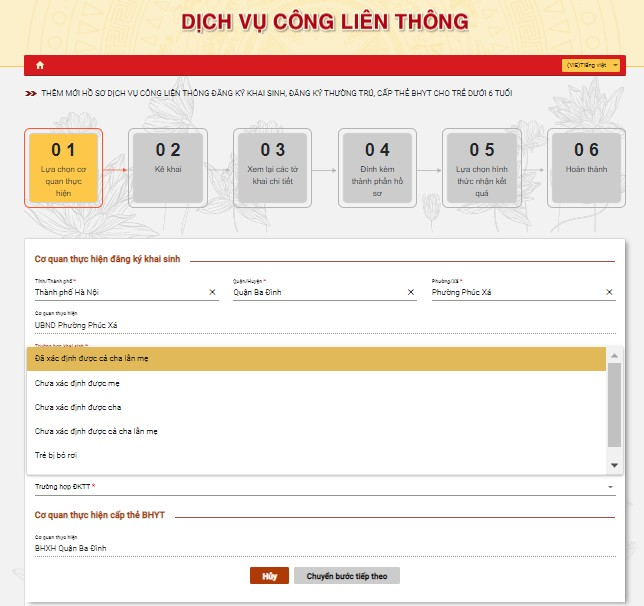 DỊCH VỤ CÔNG LIÊN THÔNG
(VIE)Tiếng việt
THÊM MỚI HỒ SƠ DỊCH VỤ CÔNG LIÊN THÔNG ĐĂNG KÝ KHAI SINH, ĐĂNG KÝ THƯỜNG TRÚ, CẤP THẺ BHYT CHO TRẺ DƯỚI 6 TUỔI
01
Lựa chọn cơ
quan thực
hiện
02
Kê khai
03
Xem lại các tờ
khai chi tiết
04
Đính kèm
thành phần hồ
sơ
05
Lựa chọn hình
thức nhận kết
quả
06
Hoàn thành
Cơ quan thực hiện đăng ký khai sinh
Tỉnh/Thành phố *
Thành phố Hà Nội
Quận/Huyện *
Quận Ba Đình
Phường/Xã *
Phường Phúc Xá
Cơ quan thực hiện
UBND Phường Phúc Xá
Trường hợp khai sinh *
Đã xác định được cả cha lẫn mẹ
Chưa xác định được mẹ
Chưa xác định được cha
Chưa xác định được cả cha lẫn mẹ
Trẻ bị bỏ rơi
Trường hợp ĐKTT *
Cơ quan thực hiện cấp thẻ BHYT
Cơ quan thực hiện
BHXH Quận Ba Đình
Hủy
Chuyển bước tiếp theo